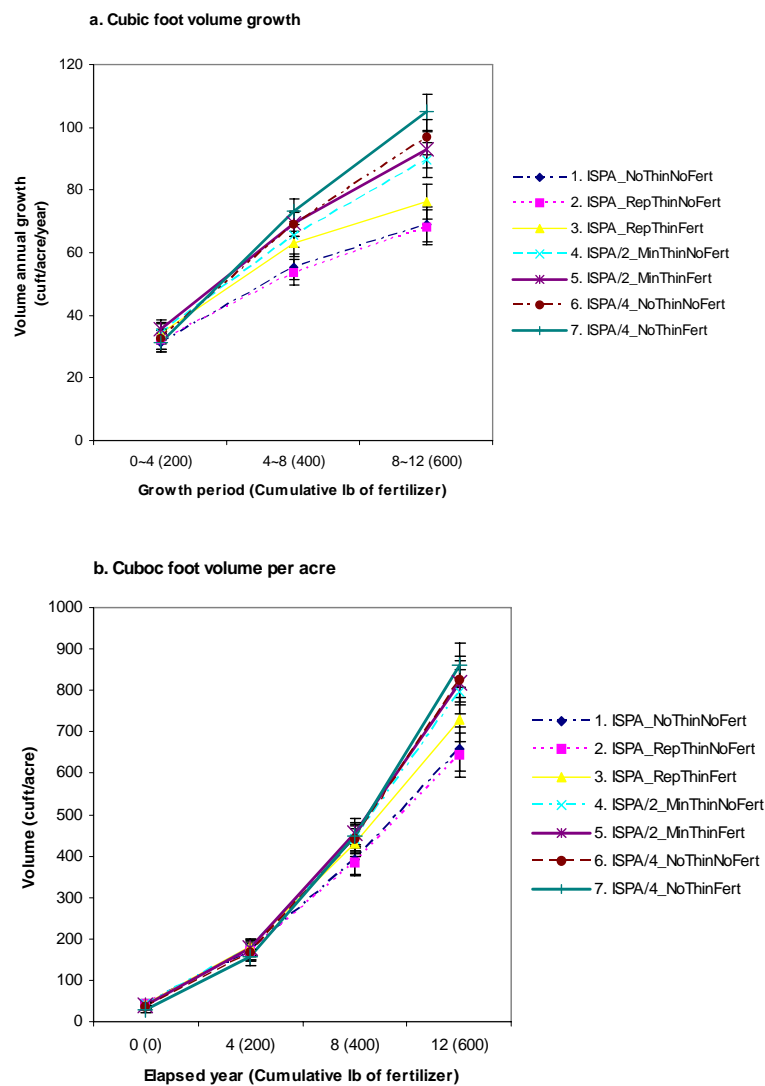 a. Cubic foot volume growth
120
100
80
60
40
20
0
Volume annual growth
(cuft/acre/year)
0~4 (200)
4~8 (400)
8~12 (600)
Growth period (Cumulative lb of fertilizer)
1. ISPA_NoThinNoFert
2. ISPA_RepThinNoFert
3. ISPA_RepThinFert
4. ISPA/2_MinThinNoFert
5. ISPA/2_MinThinFert
6. ISPA/4_NoThinNoFert
7. ISPA/4_NoThinFert
b. Cuboc foot volume per acre
1000
900
800
700
600
500
400
300
200
100
0
Volume (cuft/acre)
0 (0)
4 (200)
8 (400)
12 (600)
Elapsed year (Cumulative lb of fertilizer)
1. ISPA_NoThinNoFert
2. ISPA_RepThinNoFert
3. ISPA_RepThinFert
4. ISPA/2_MinThinNoFert
5. ISPA/2_MinThinFert
6. ISPA/4_NoThinNoFert
7. ISPA/4_NoThinFert